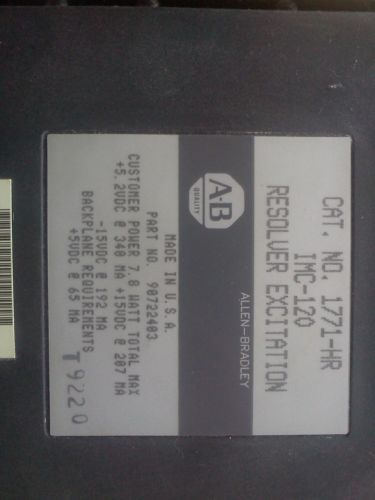 CAT. NO. 1771-HR
IMC-120
RESOLVER EXCITATION
ALLEN-BRADLEY
A-B
QUALITY
MADE IN U.S.A.
PART NO. 90722403
CUSTOMER POWER 7.8 WATT TOTAL MAX
+5.2VDC @ 340 MA +15VDC @ 207 MA
-15VDC @ 192 MA
BACKPLANE REQUIREMENTS
+5VDC @ 65 MA
T9220